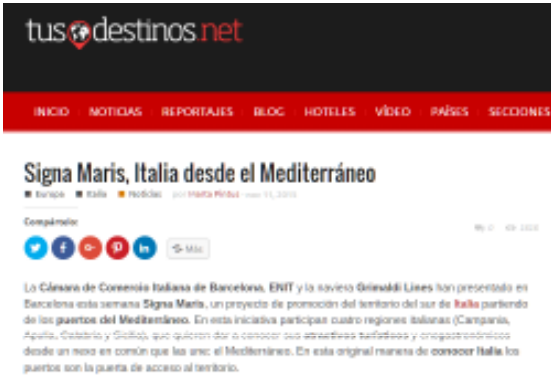 tusdestinos.net
INICIO NOTICIAS REPORTAJES BLOG HOTELES VÍDEO PAÍSES SECCIONES
Signa Maris, Italia desde el Mediterráneo
Europa Italia Noticias por Marta Pintus
Compártelo:
Más
La Cámara de Comercio Italiana de Barcelona, ENIT y la naviera Grimaldi Lines han presentado en
Barcelona esta semana Signa Maris, un proyecto de promoción del territorio del sur de Italia partiendo
de los puertos del Mediterráneo. En esta iniciativa participan cuatro regiones italianas (Campania,
Apulia, Calabria y Sicilia), que quieren dar a conocer sus atractivos turísticos y enogastronómicos
desde un nexo en común que las une: el Mediterráneo. En esta original manera de conocer Italia los
puertos son la puerta de acceso al territorio.